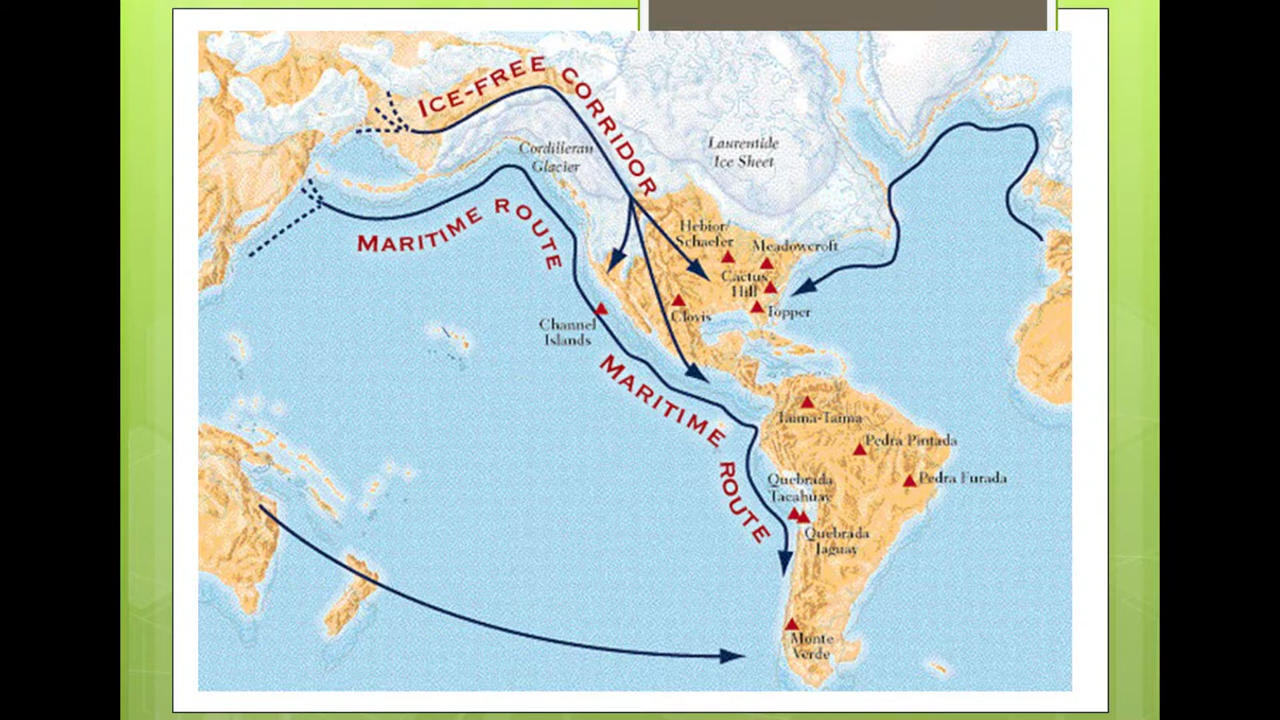 ICE-FREE CORRIDOR
Cordilleran
Glacier
Laurentide
Ice Sheet
MARITIME ROUTE
Hebior/
Schaefer
Meadowcroft
Cactus
Hill
Clovis
Topper
Channel
Islands
MARITIME ROUTE
Taima-Taima
Pedra Pintada
Pedra Furada
Quebrada
Tacahuay
Quebrada
Jaguay
Monte
Verde